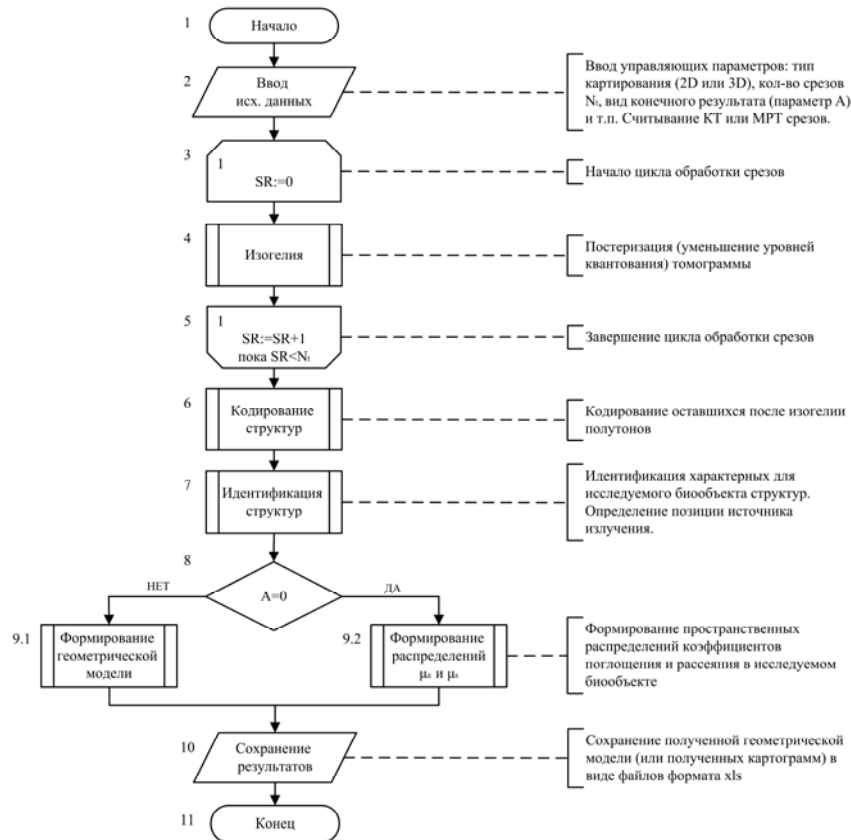 1
Начало
2
Ввод
исх. данных
Ввод управляющих параметров: тип
картирования (2D или 3D), кол-во срезов
Nₜ, вид конечного результата (параметр А)
и т.п. Считывание КТ или МРТ срезов.
3
1
SR:=0
Начало цикла обработки срезов
4
Изогелия
Постеризация (уменьшение уровней
квантования) томограммы
5
1
SR:=SR+1
пока SR<Nₜ
Завершение цикла обработки срезов
6
Кодирование
структур
Кодирование оставшихся после изогелии
полутонов
7
Идентификация
структур
Идентификация характерных для
исследуемого биообъекта структур.
Определение позиции источника
излучения.
8
А=0
НЕТ
ДА
9.1
Формирование
геометрической
модели
9.2
Формирование
распределений
μₐ и μₛ
Формирование пространственных
распределений коэффициентов
поглощения и рассеяния в исследуемом
биообъекте
10
Сохранение
результатов
Сохранение полученной геометрической
модели (или полученных картограмм) в
виде файлов формата xls
11
Конец